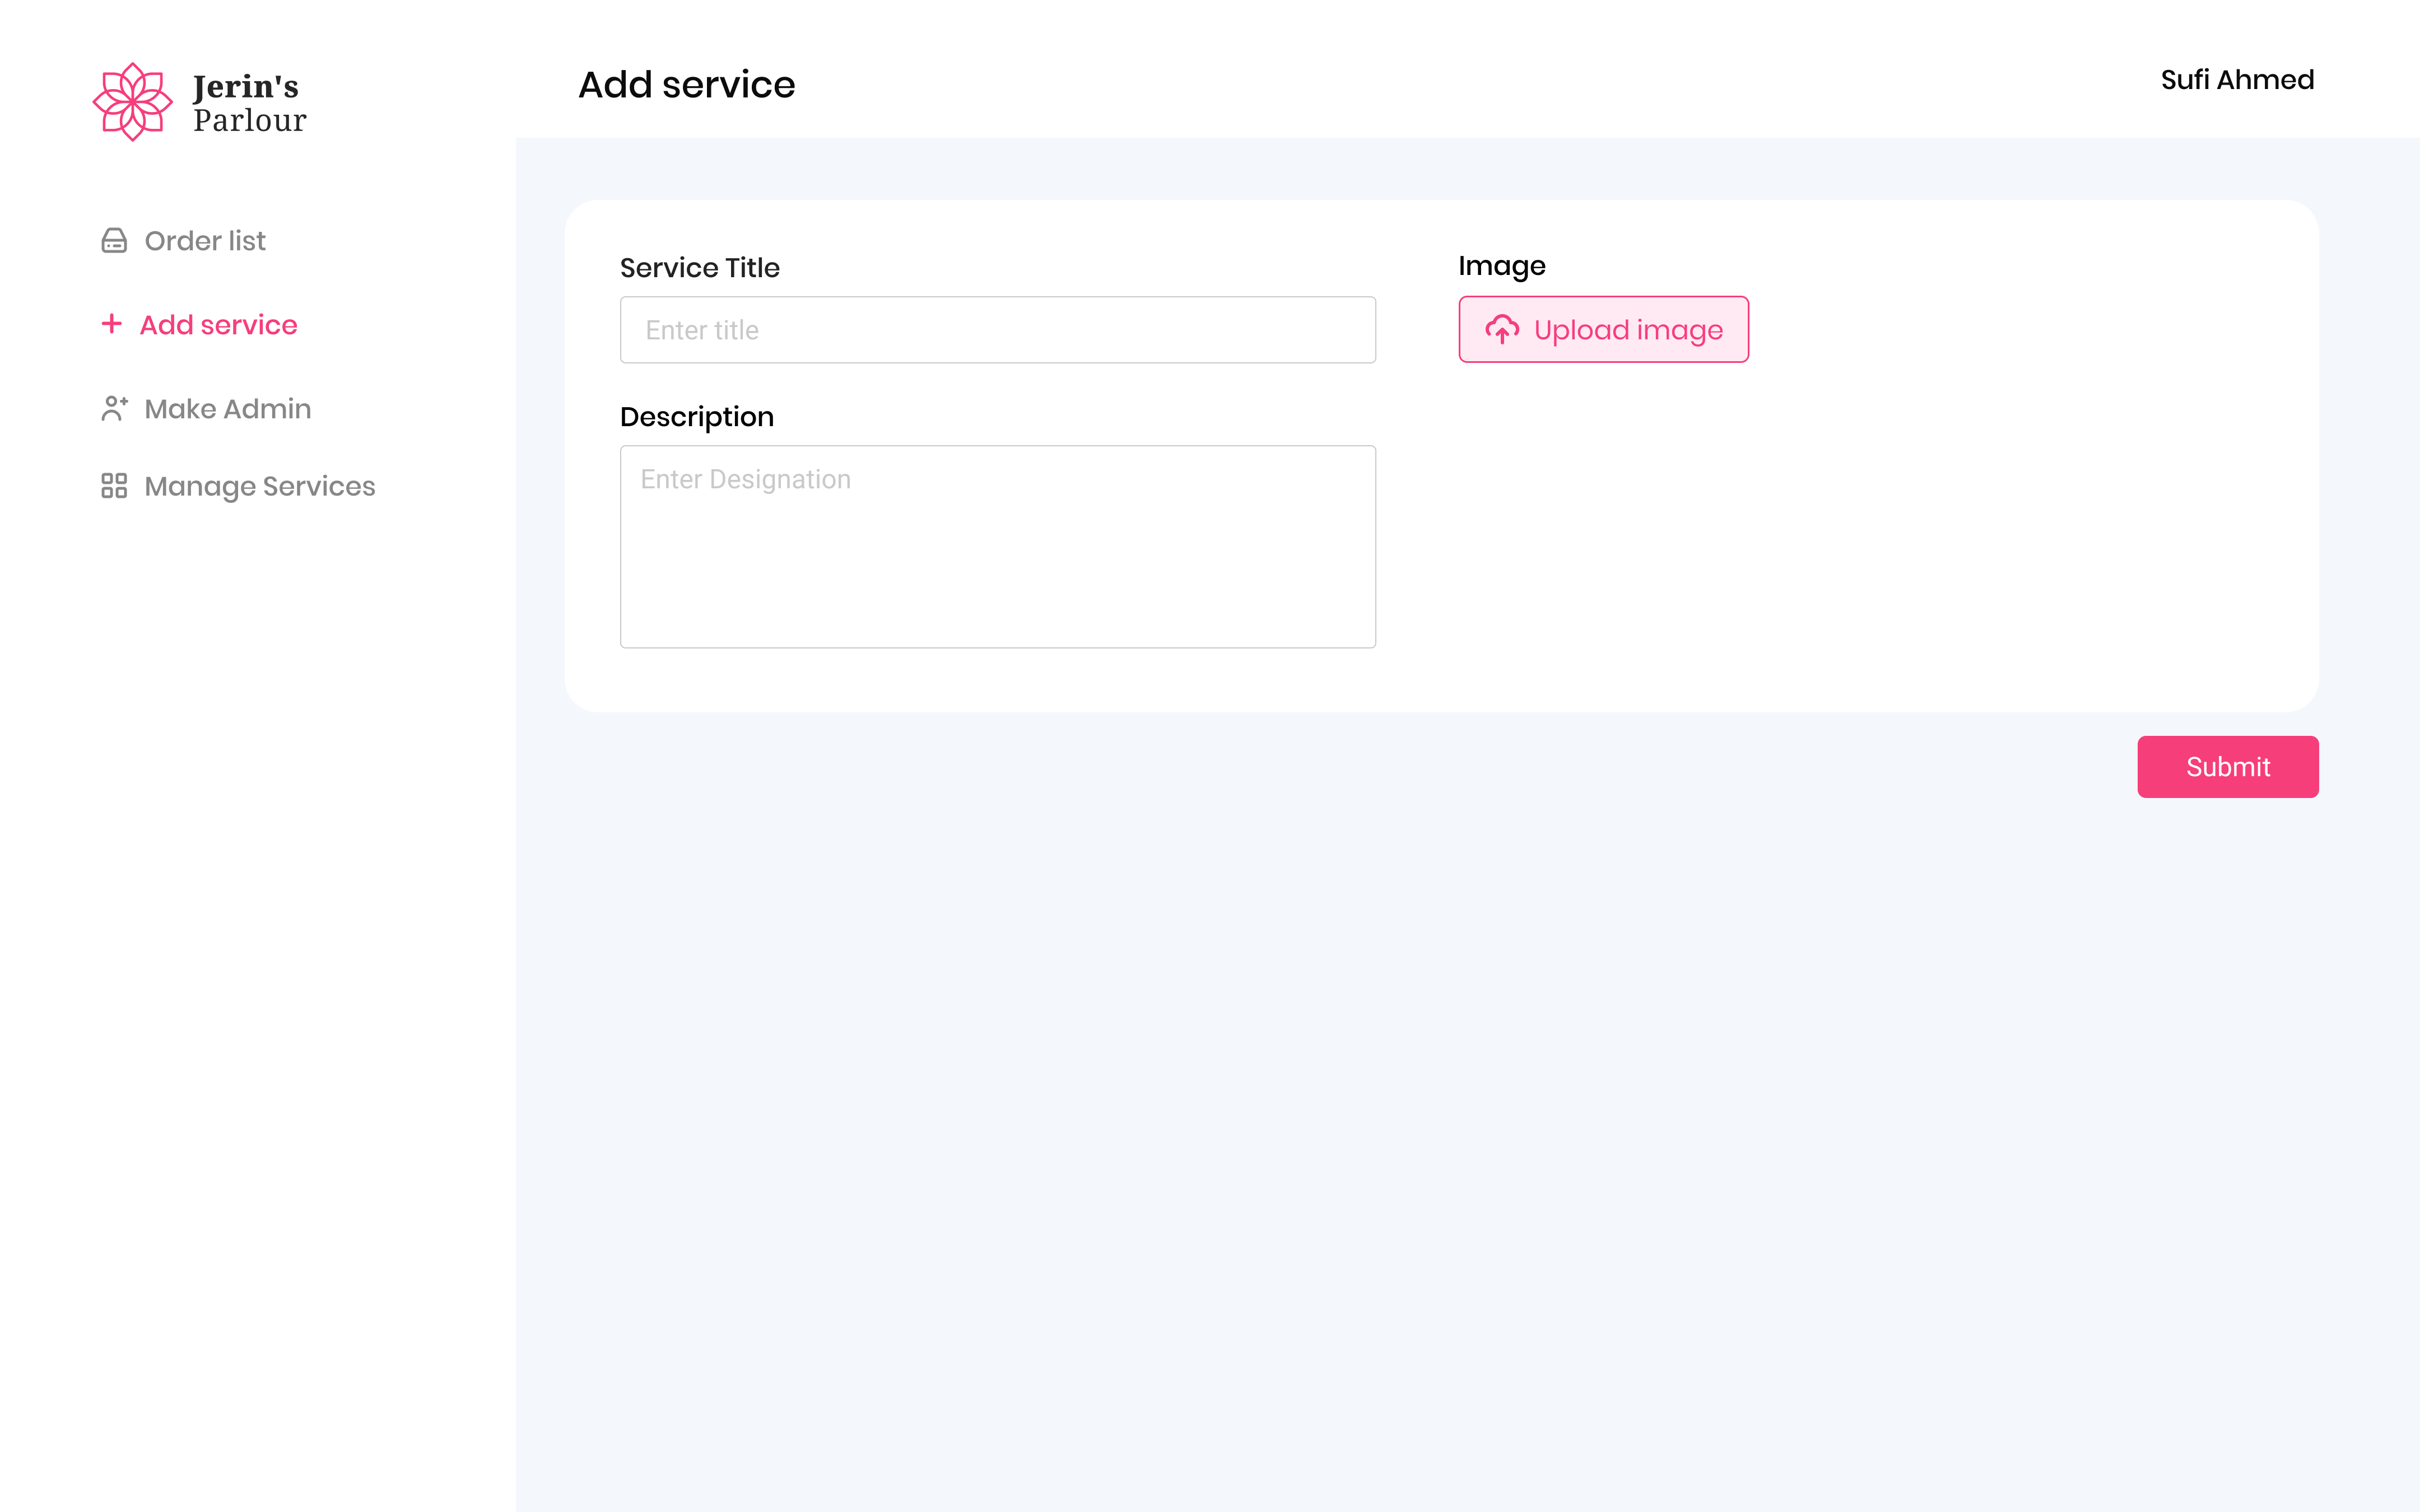 Jerin's
Parlour
Order list
Add service
Make Admin
Manage Services
Add service
Sufi Ahmed
Service Title
Enter title
Image
Upload image
Description
Enter Designation
Submit